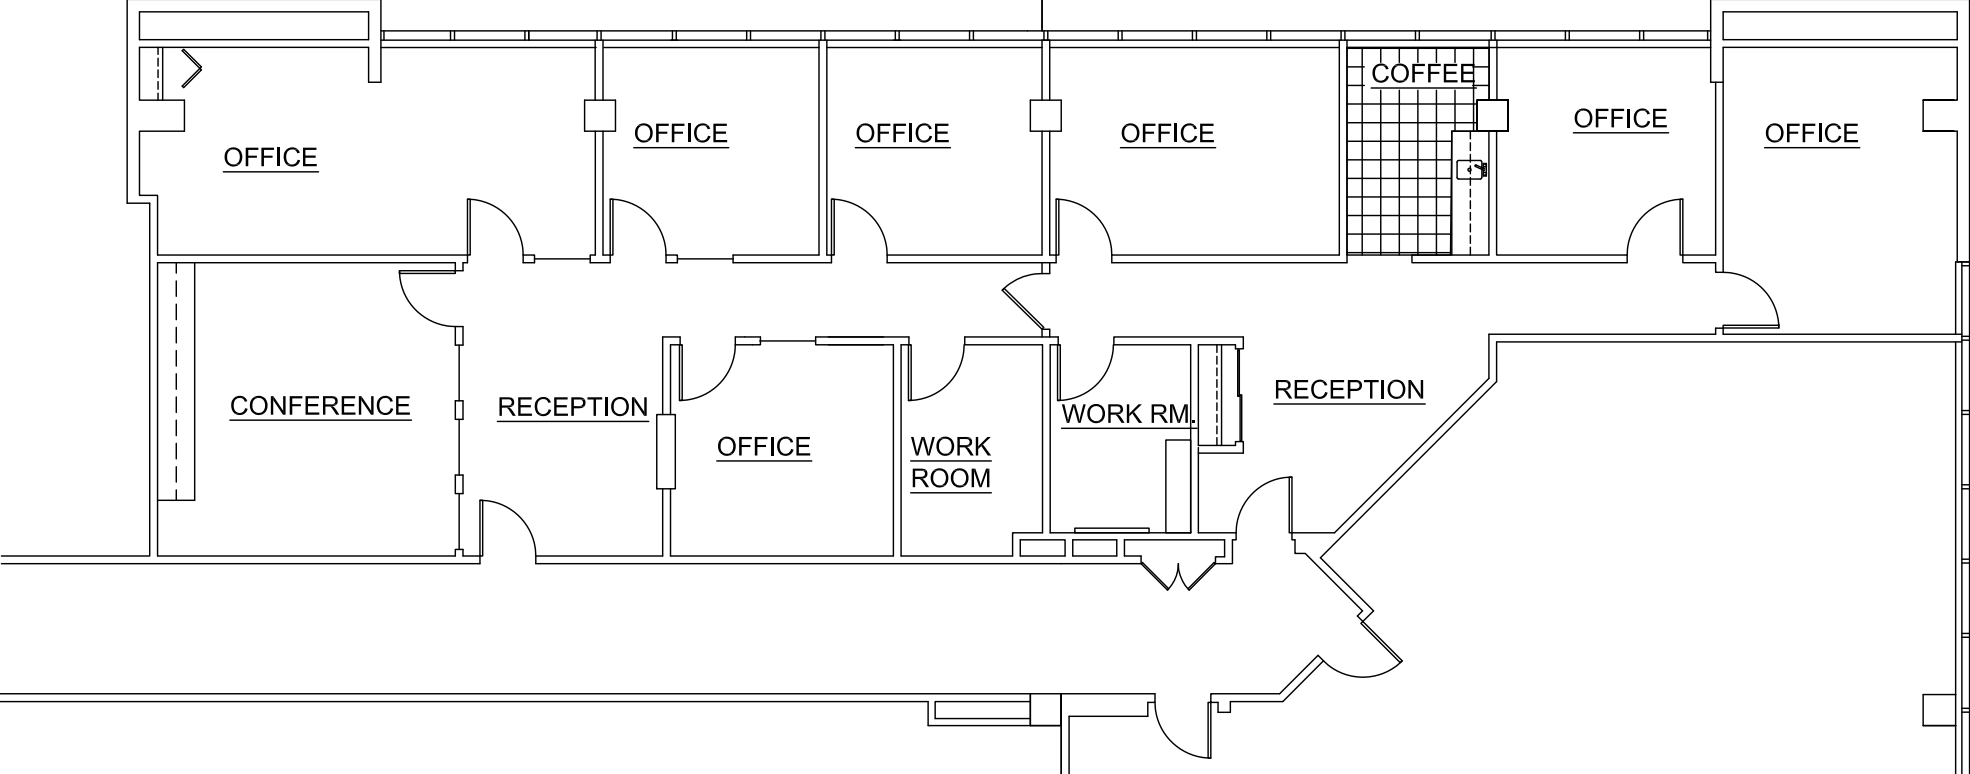 COFFEE
OFFICE
OFFICE
OFFICE
OFFICE
OFFICE
OFFICE
CONFERENCE
RECEPTION
OFFICE
WORK
ROOM
WORK RM.
RECEPTION